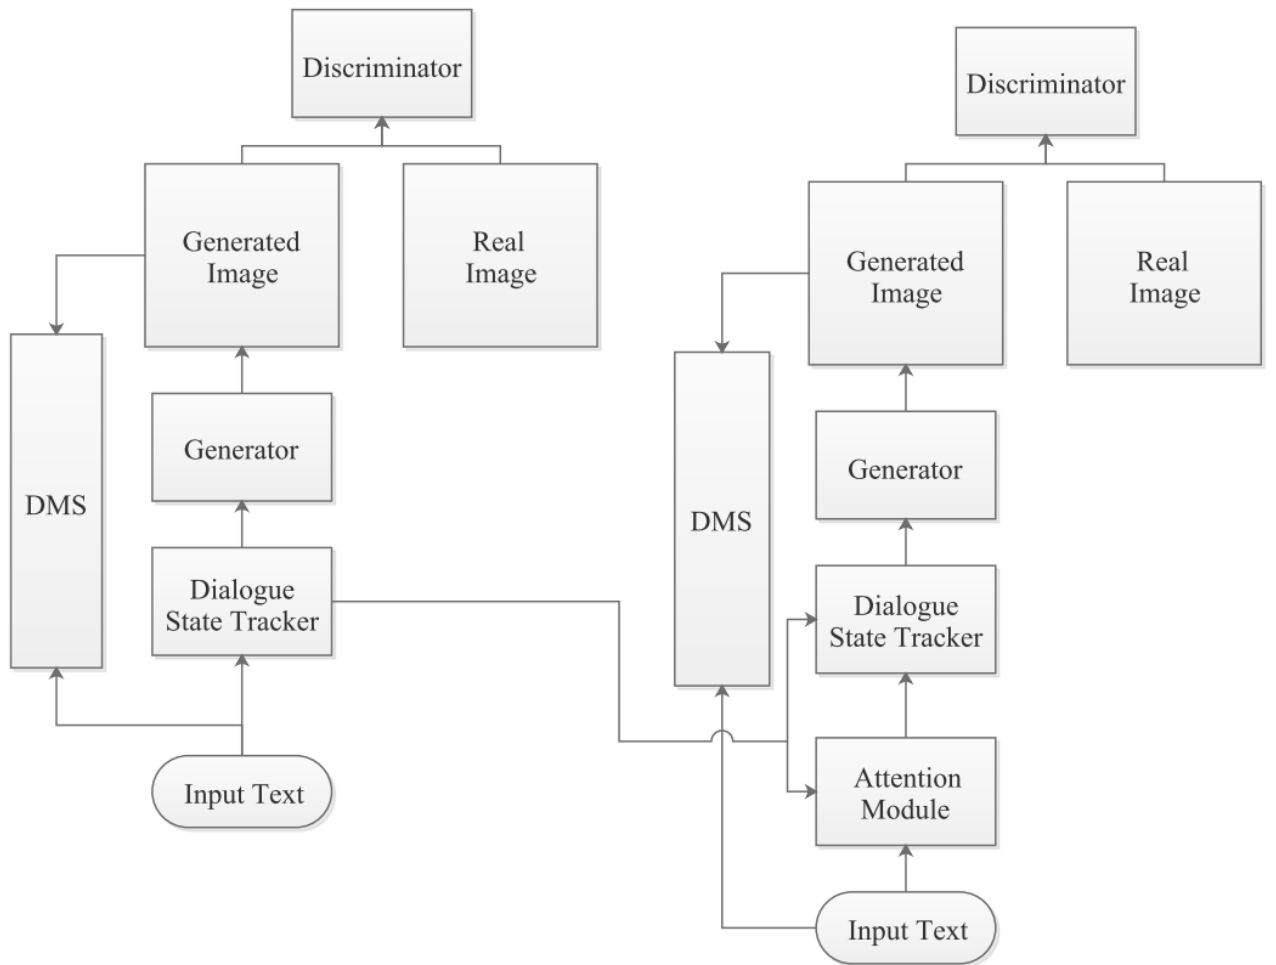 Discriminator
Generated
Image
Real
Image
Generator
DMS
Dialogue
State Tracker
Input Text
Discriminator
Generated
Image
Real
Image
Generator
DMS
Dialogue
State Tracker
Attention
Module
Input Text